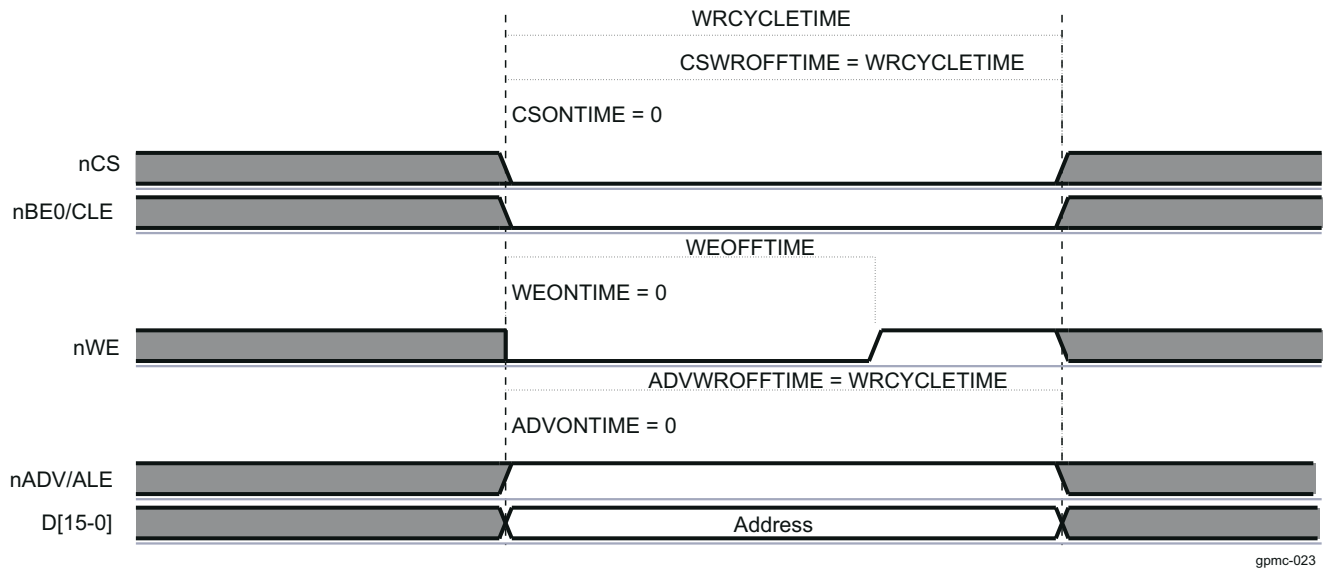 WRCYCLETIME
CSWROFFTIME = WRCYCLETIME
CSONTIME = 0
nCS
nBE0/CLE
WEOFFTIME
WEONTIME = 0
nWE
ADVWROFFTIME = WRCYCLETIME
ADVONTIME = 0
nADV/ALE
D[15-0]
Address
gpmc-023